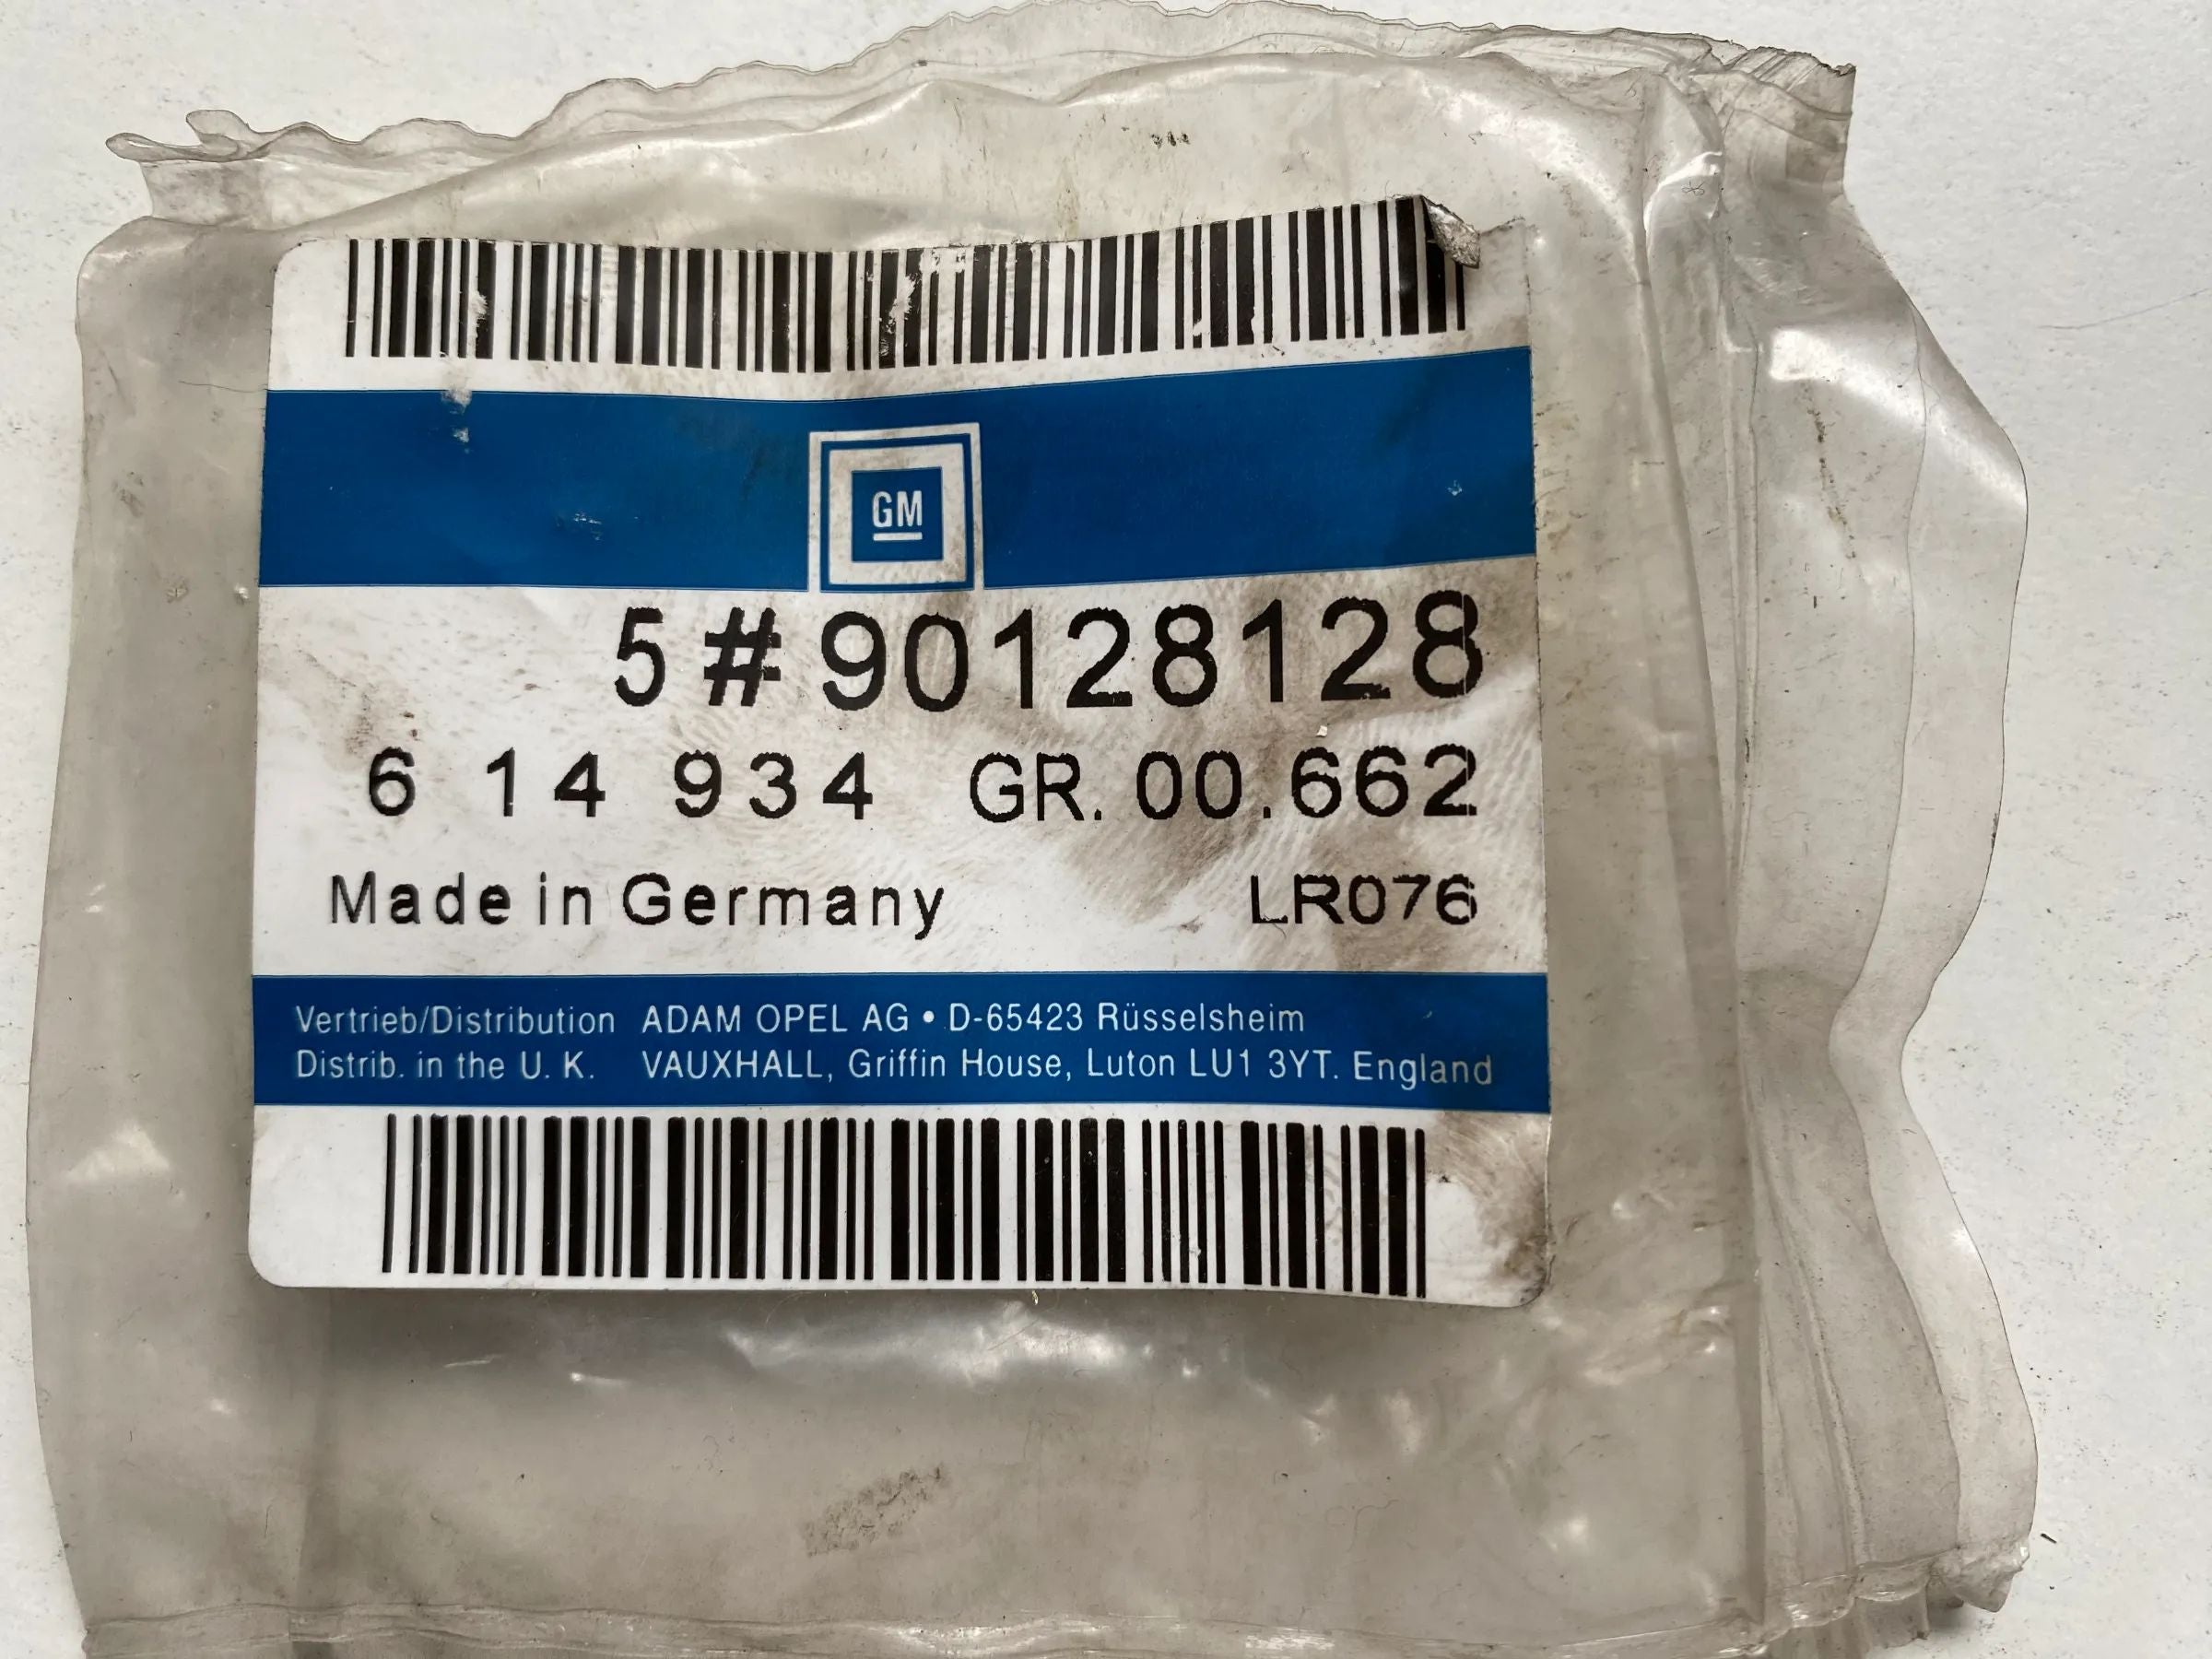 GM
5#90128128
6 14 934 GR. 00.662
Made in Germany LR076
Vertrieb/Distribution ADAM OPEL AG • D-65423 Rüsselsheim
Distrib. in the U. K. VAUXHALL, Griffin House, Luton LU1 3YT. England